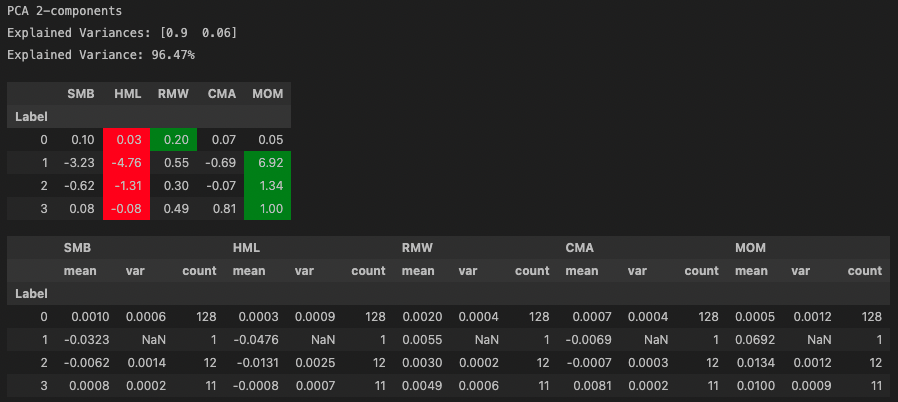 PCA 2-components
Explained Variances: [0.9  0.06]
Explained Variance: 96.47%
SMB HML RMW CMA MOM
Label
0 0.10 0.03 0.20 0.07 0.05
1 -3.23 -4.76 0.55 -0.69 6.92
2 -0.62 -1.31 0.30 -0.07 1.34
3 0.08 -0.08 0.49 0.81 1.00
SMB HML RMW CMA MOM
mean var count mean var count mean var count mean var count mean var count
Label
0 0.0010 0.0006 128 0.0003 0.0009 128 0.0020 0.0004 128 0.0007 0.0004 128 0.0005 0.0012 128
1 -0.0323 NaN 1 -0.0476 NaN 1 0.0055 NaN 1 -0.0069 NaN 1 0.0692 NaN 1
2 -0.0062 0.0014 12 -0.0131 0.0025 12 0.0030 0.0002 12 -0.0007 0.0003 12 0.0134 0.0012 12
3 0.0008 0.0002 11 -0.0008 0.0007 11 0.0049 0.0006 11 0.0081 0.0002 11 0.0100 0.0009 11